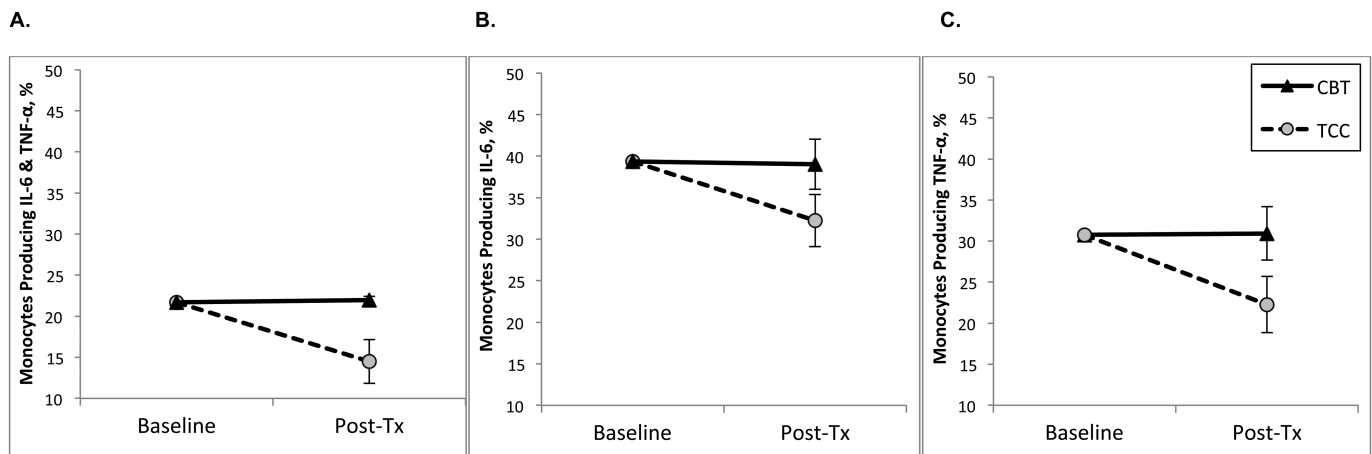 A.
B.
C.
Monocytes Producing IL-6 & TNF-α, %
50
45
40
35
30
25
20
15
10
Baseline
Post-Tx
Monocytes Producing IL-6, %
50
45
40
35
30
25
20
15
10
Baseline
Post-Tx
Monocytes Producing TNF-α, %
50
45
40
35
30
25
20
15
10
Baseline
Post-Tx
CBT
TCC